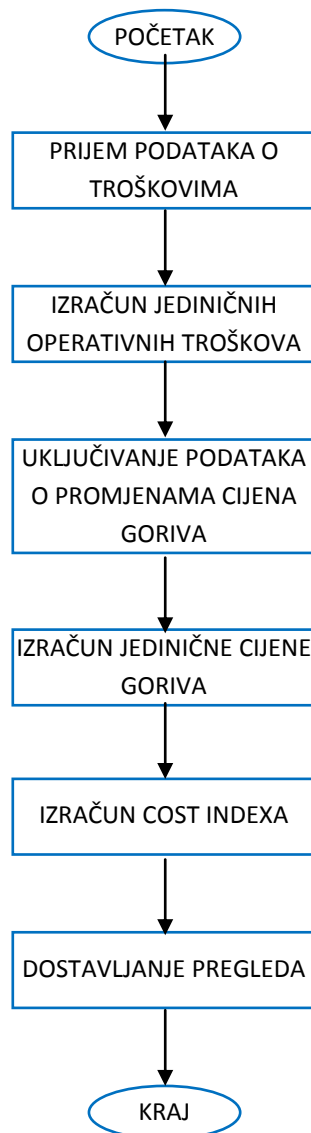 POČETAK
PRIJEM PODATAKA O
TROŠKOVIMA
IZRAČUN JEDINIČNIH
OPERATIVNIH TROŠKOVA
UKLJUČIVANJE PODATAKA
O PROMJENAMA CIJENA
GORIVA
IZRAČUN JEDINIČNE CIJENE
GORIVA
IZRAČUN COST INDEXA
DOSTAVLJANJE PREGLEDA
KRAJ